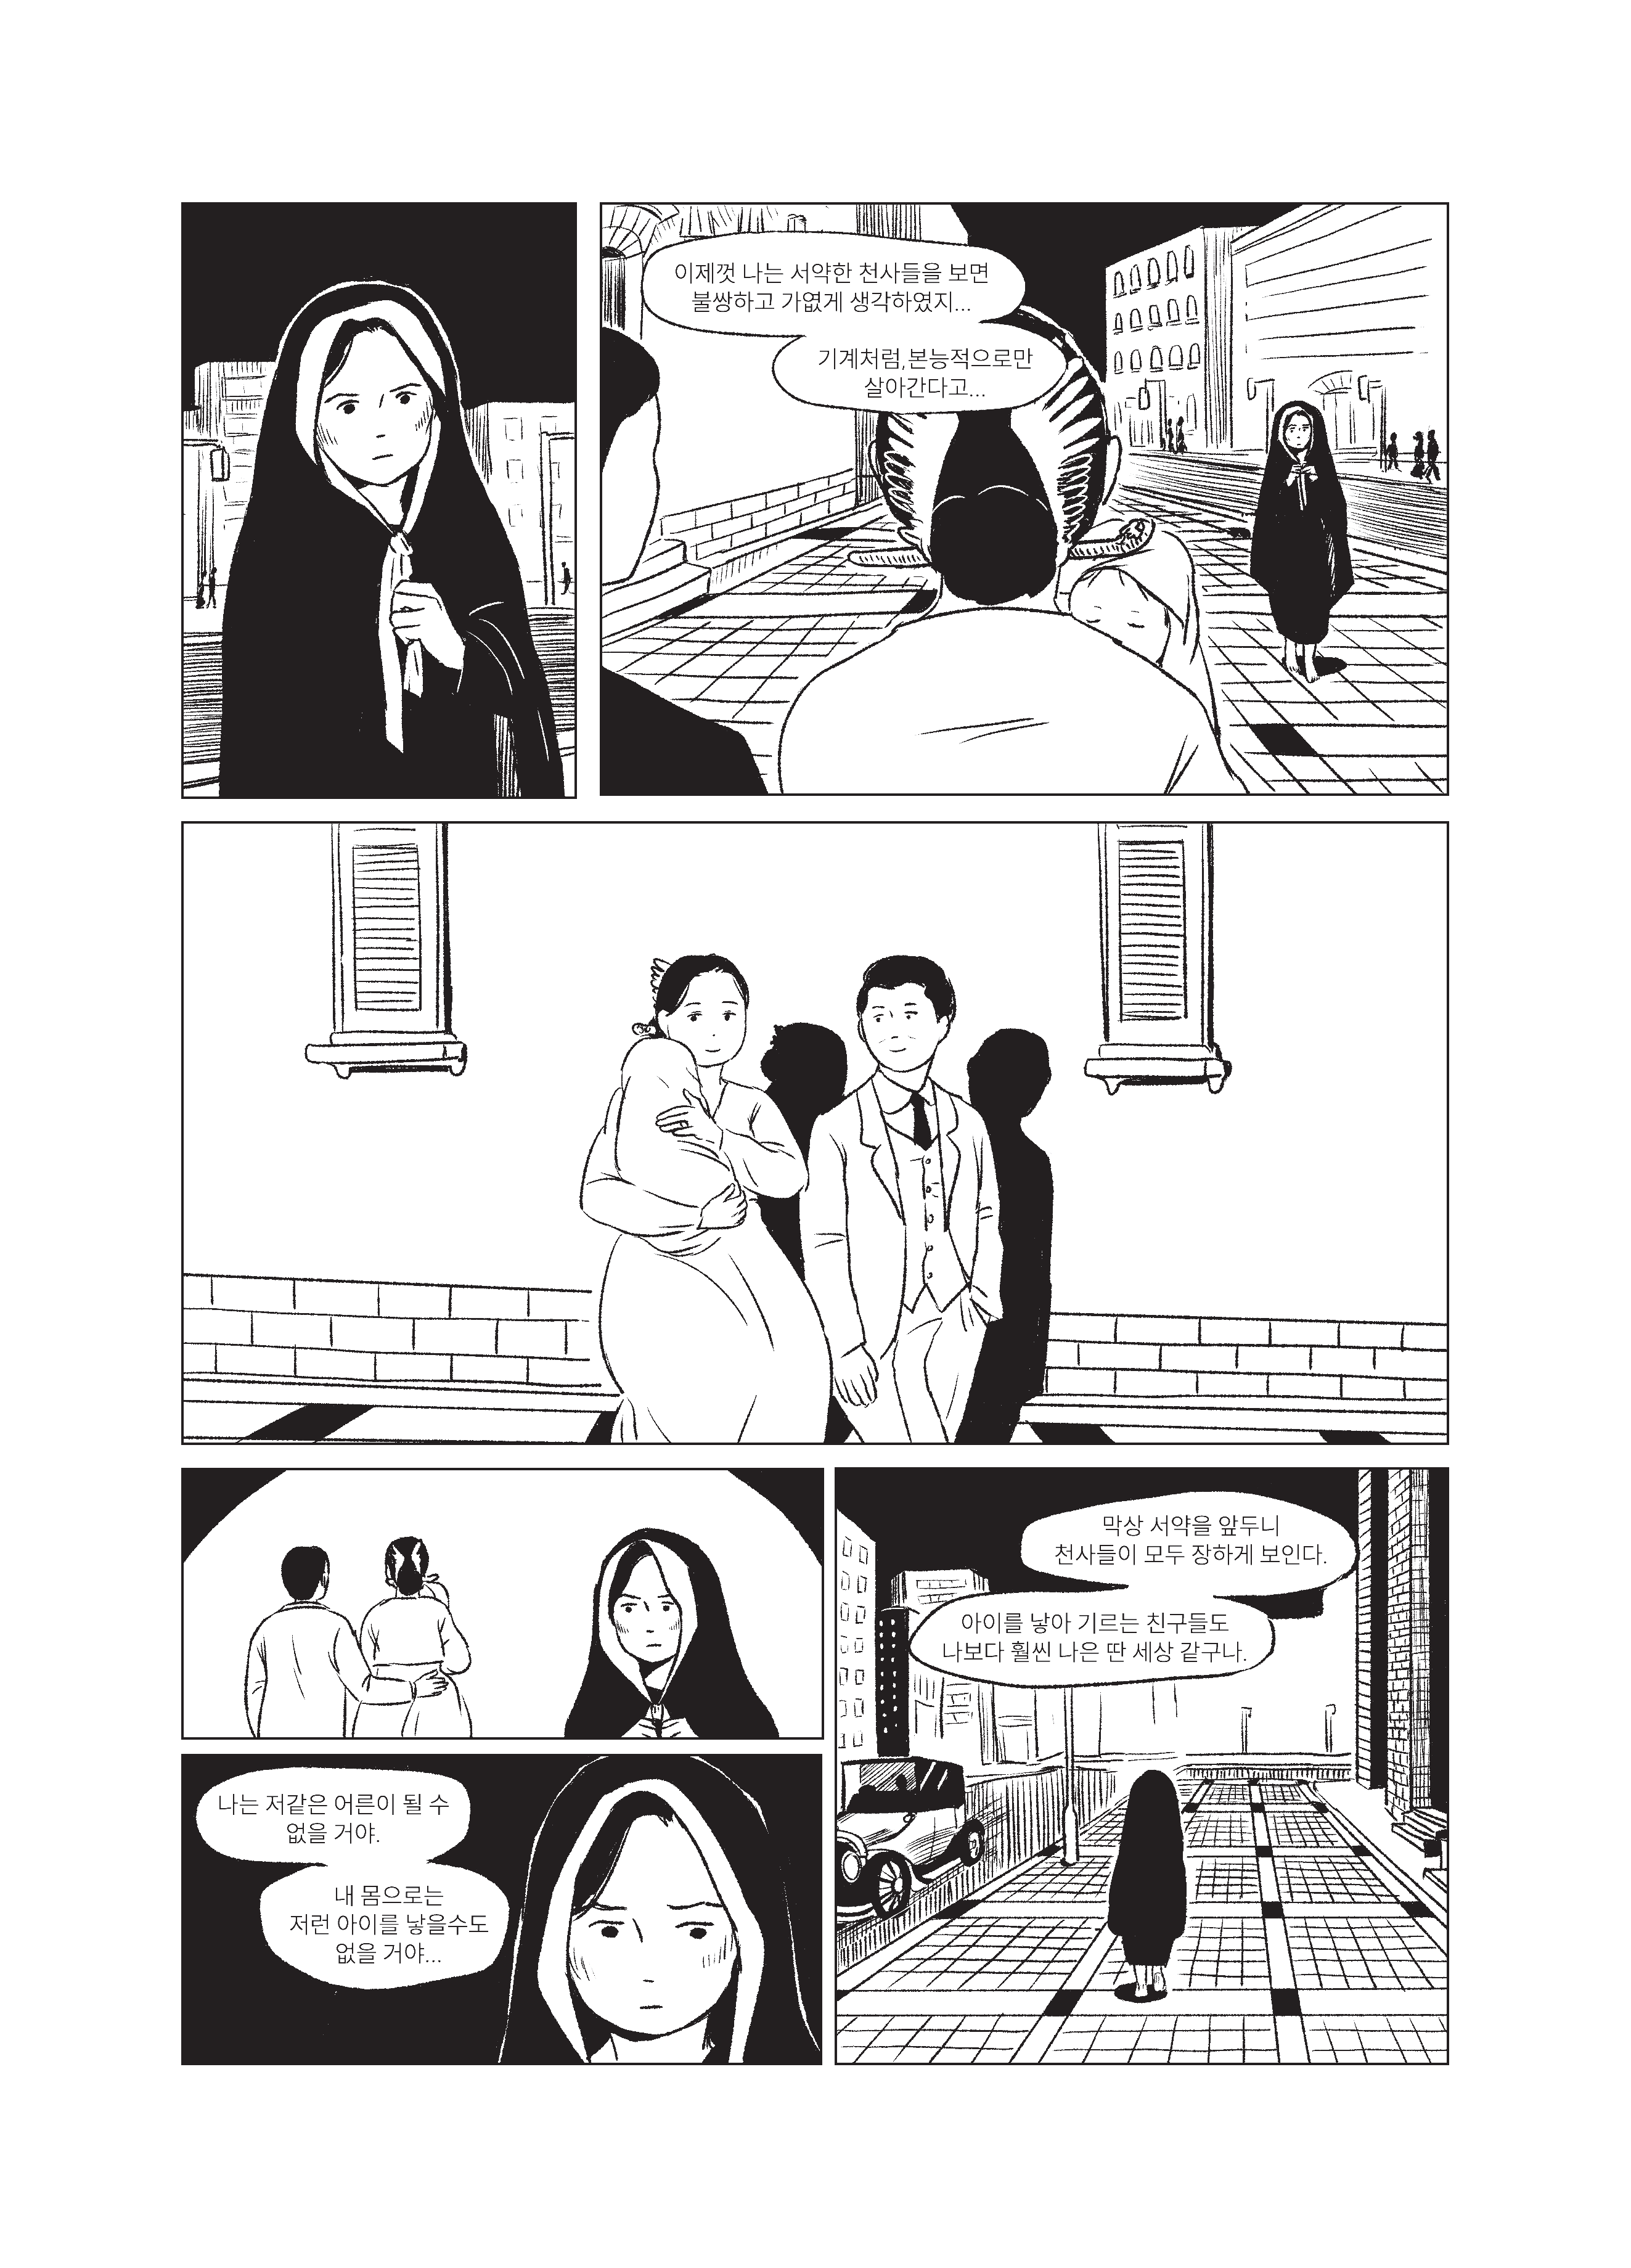 이제껏 나는 서약한 천사들을 보면
불쌍하고 가엾게 생각하였지...
기계처럼,본능적으로만
살아간다고...
나는 저같은 어른이 될 수
없을 거야.
내 몸으로는
저런 아이를 낳을수도
없을 거야...
막상 서약을 앞두니
천사들이 모두 장하게 보인다.
아이를 낳아 기르는 친구들도
나보다 훨씬 나은 딴 세상 같구나.